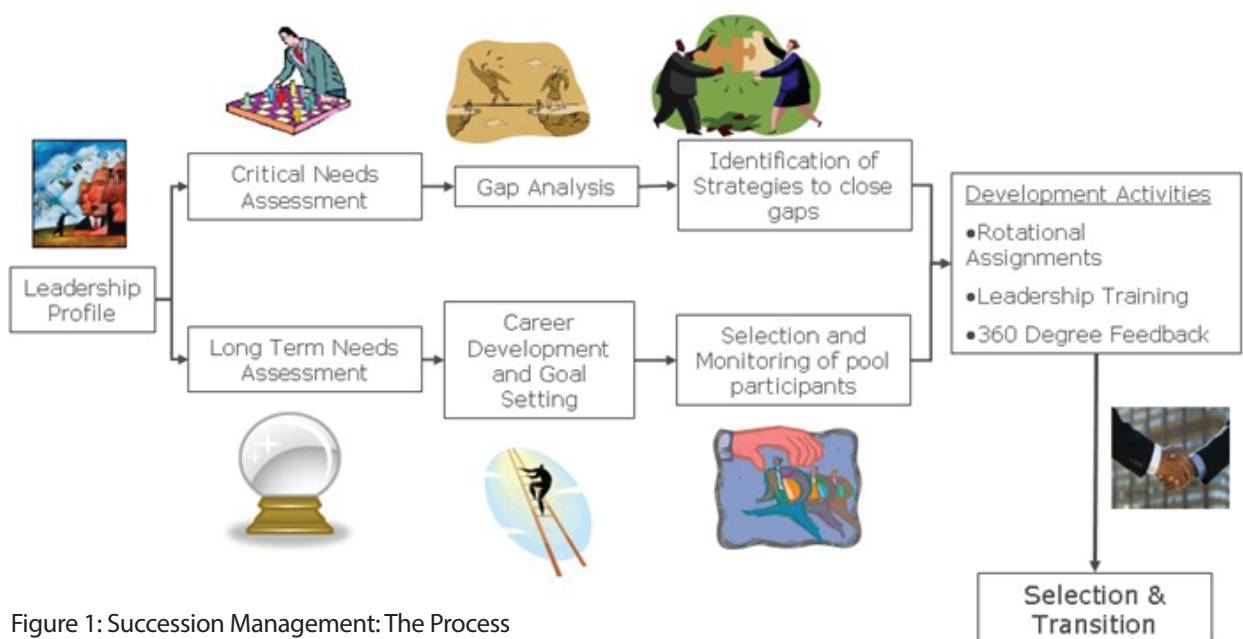 Leadership
Profile
Critical Needs
Assessment
Gap Analysis
Identification of
Strategies to close
gaps
Long Term Needs
Assessment
Career
Development
and Goal
Setting
Selection and
Monitoring of pool
participants
Development Activities
•Rotational
Assignments
•Leadership Training
•360 Degree Feedback
Selection &
Transition
Figure 1: Succession Management: The Process